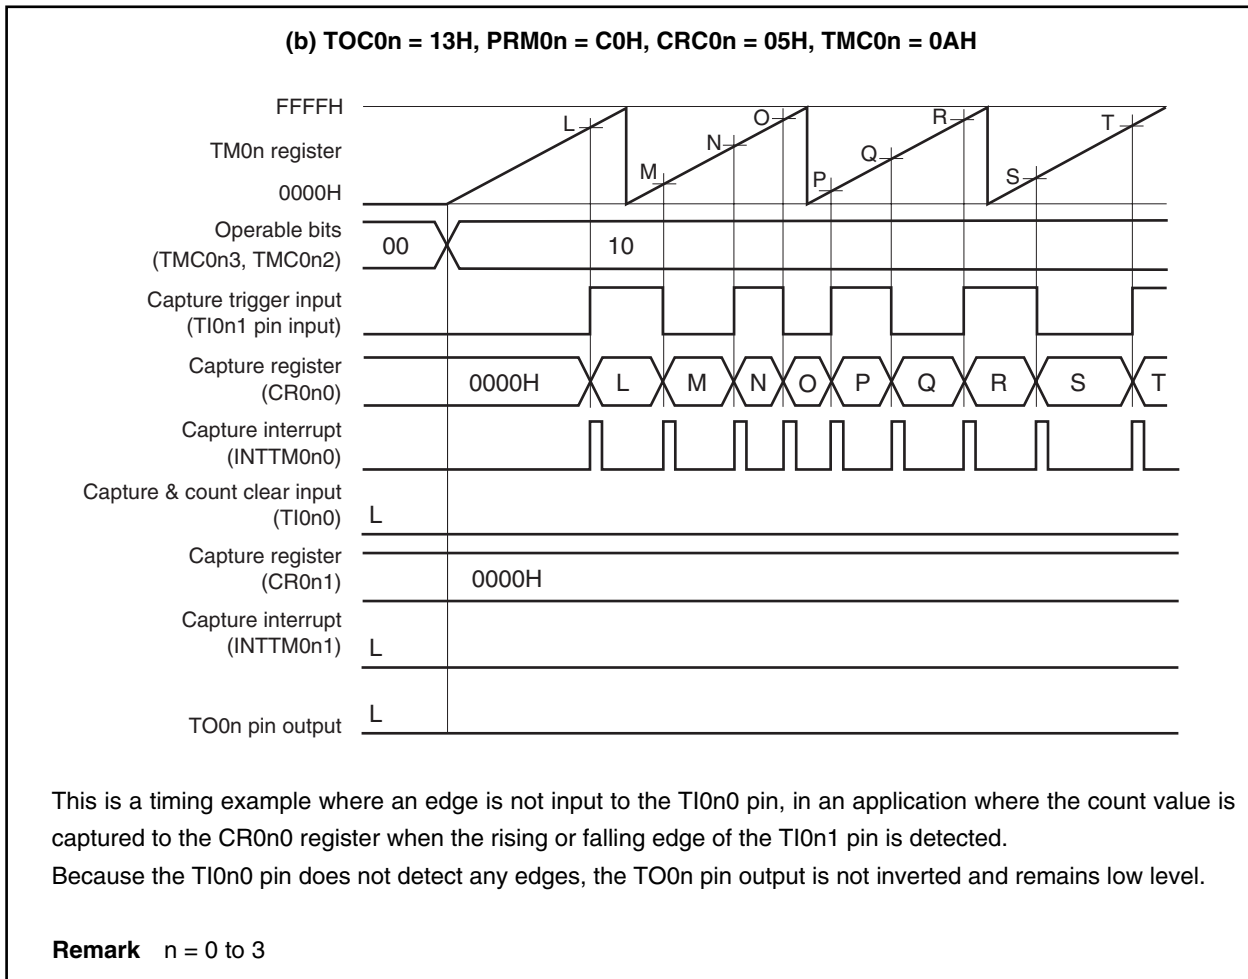 (b) TOC0n = 13H, PRM0n = C0H, CRC0n = 05H, TMC0n = 0AH
FFFFH
TM0n register
0000H
L
M
N
O
P
Q
R
S
T
Operable bits
(TMC0n3, TMC0n2)
00
10
Capture trigger input
(TI0n1 pin input)
Capture register
(CR0n0)
0000H
L
M
N
O
P
Q
R
S
T
Capture interrupt
(INTTM0n0)
Capture & count clear input
(TI0n0)
L
Capture register
(CR0n1)
0000H
Capture interrupt
(INTTM0n1)
L
TO0n pin output
L
This is a timing example where an edge is not input to the TI0n0 pin, in an application where the count value is
captured to the CR0n0 register when the rising or falling edge of the TI0n1 pin is detected.
Because the TI0n0 pin does not detect any edges, the TO0n pin output is not inverted and remains low level.
Remark n = 0 to 3